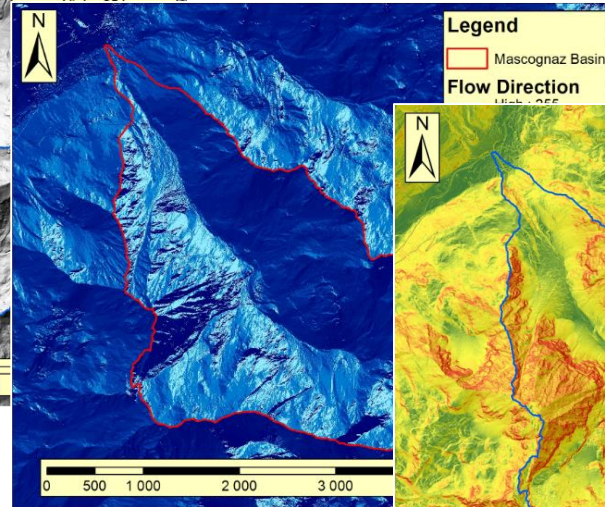 N
Legend
Mascognaz Basin
Flow Direction
N
0 500 1 000 2 000 3 000